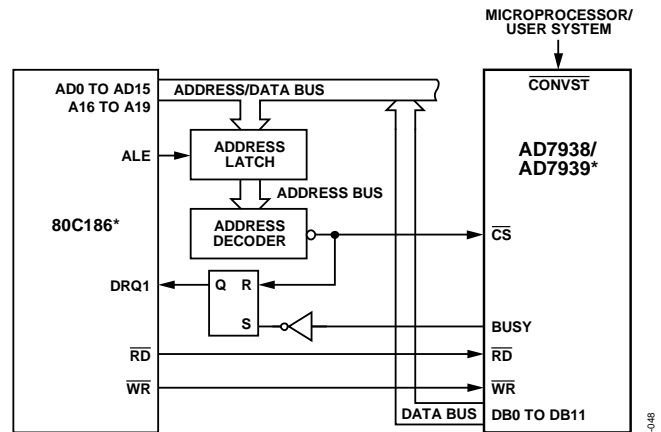 MICROPROCESSOR/
USER SYSTEM
AD0 TO AD15
A16 TO A19
ADDRESS/DATA BUS
CONVST
ALE
ADDRESS
LATCH
AD7938/
AD7939*
ADDRESS BUS
80C186*
ADDRESS
DECODER
CS
DRQ1
Q R
S
BUSY
RD
RD
WR
WR
DATA BUS
DB0 TO DB11
-048